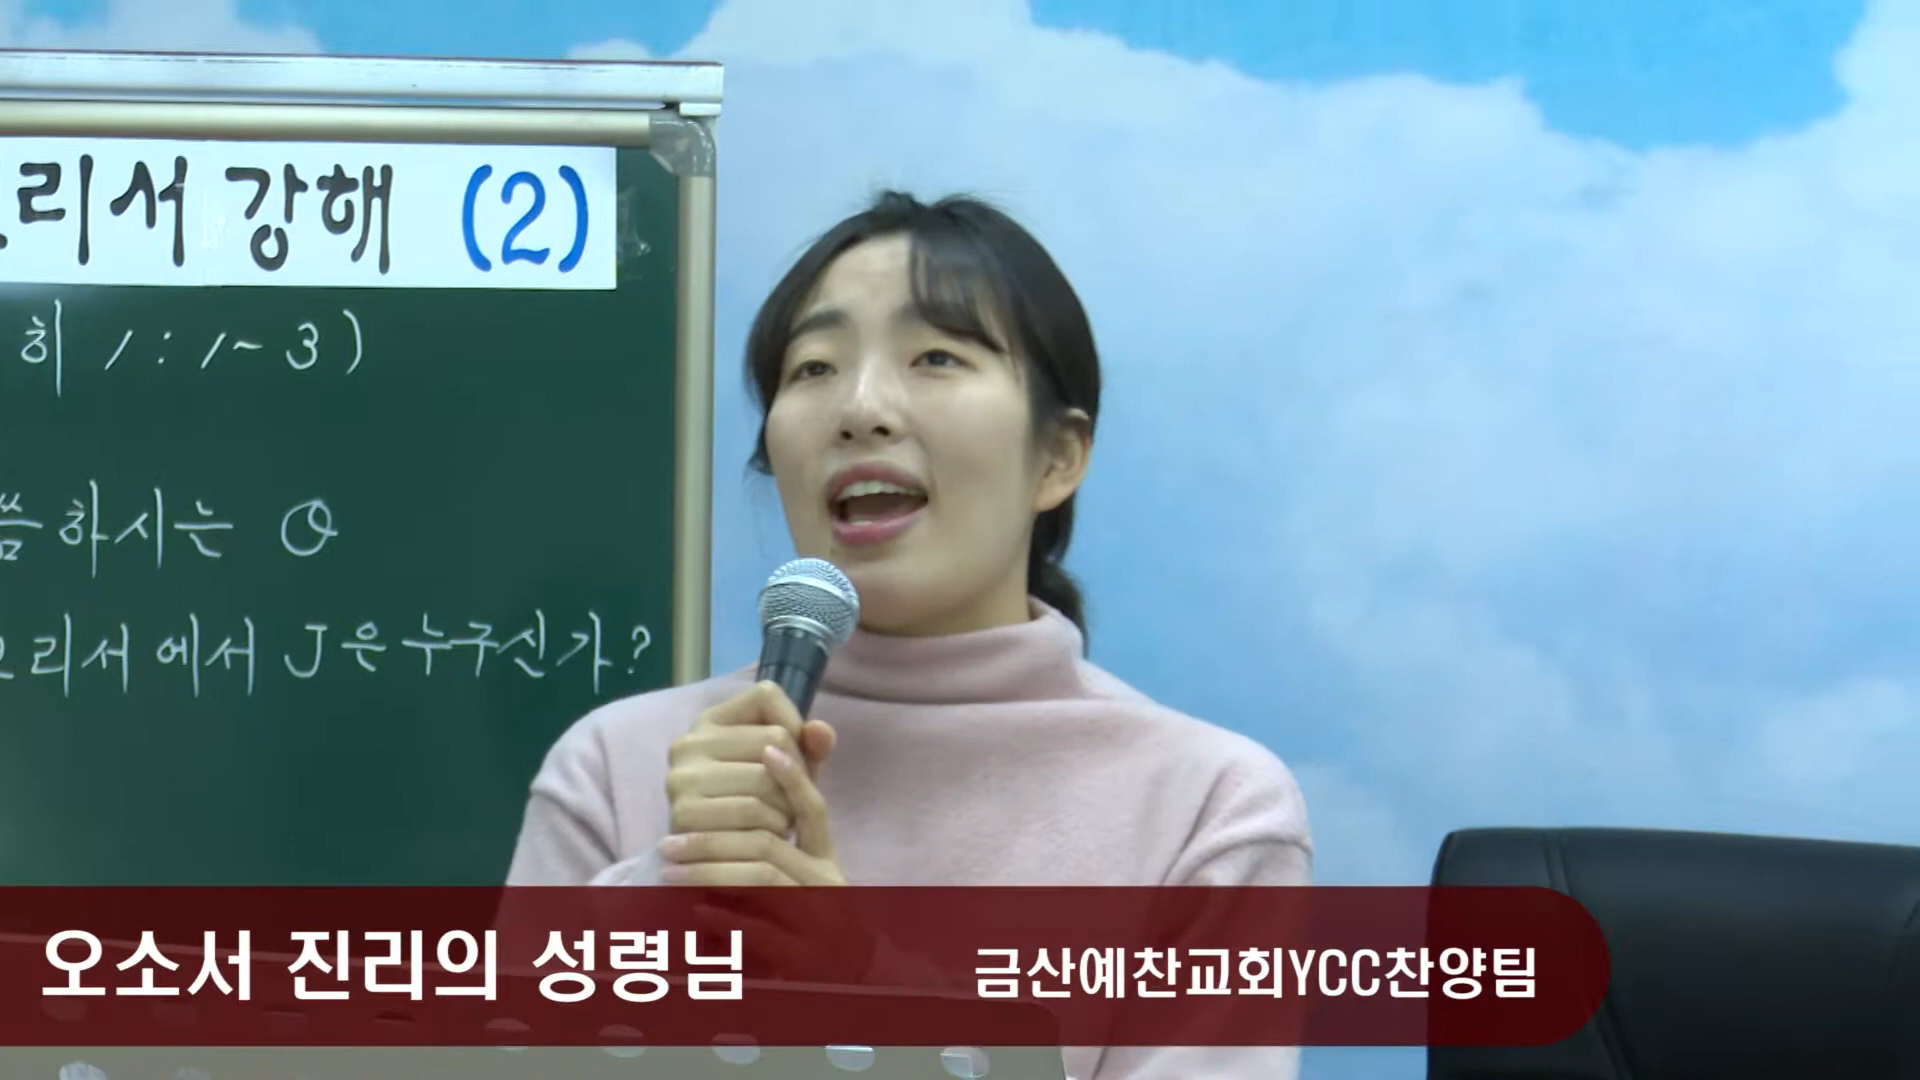 리서 강해 (2)
히 1:1~3)
하시는
리서에서 J은 누구신가?
오소서 진리의 성령님
금산예찬교회YCC찬양팀